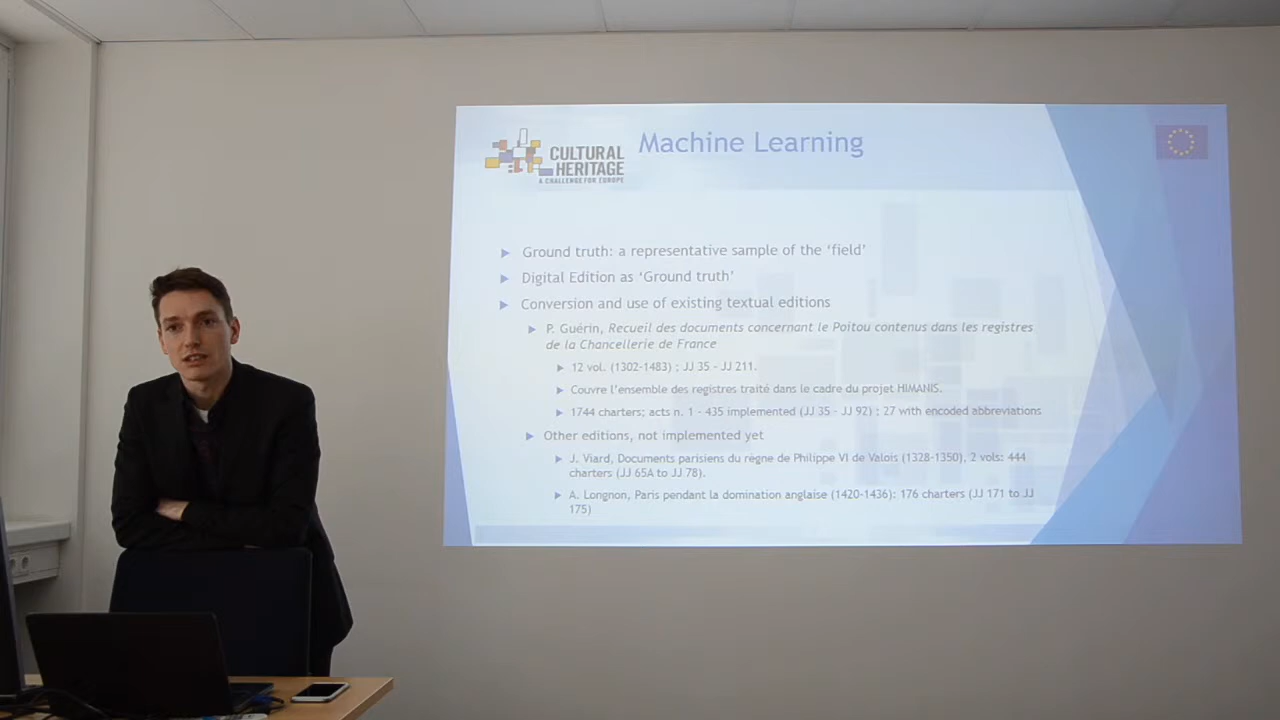 CULTURAL
HERITAGE
A CHALLENGE FOR EUROPE
Machine Learning
Ground truth: a representative sample of the ‘field’
Digital Edition as ‘Ground truth’
Conversion and use of existing textual editions
P. Guérin, Recueil des documents concernant le Poitou contenus dans les registres
de la Chancellerie de France
12 vol. (1302-1483) ; JJ 35 - JJ 211.
Couvre l’ensemble des registres traité dans le cadre du projet HIMANIS.
1744 charters; acts n. 1 - 435 implemented (JJ 35 - JJ 92) ; 27 with encoded abbreviations
Other editions, not implemented yet
J. Viard, Documents parisiens du règne de Philippe VI de Valois (1328-1350), 2 vols: 444
charters (JJ 65A to JJ 78).
A. Longnon, Paris pendant la domination anglaise (1420-1436): 176 charters (JJ 171 to JJ
175)